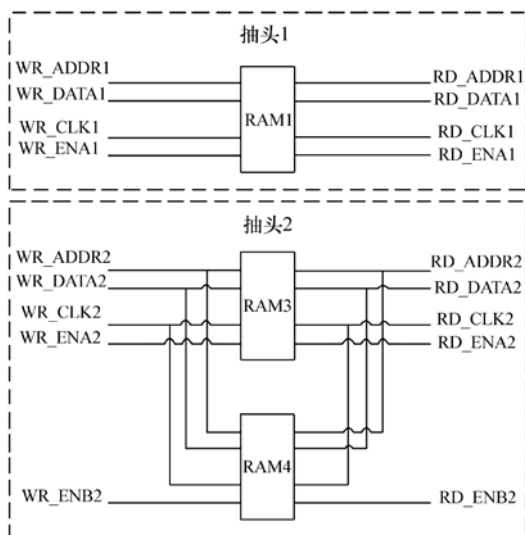 抽头1
WR_ADDR1
WR_DATA1
WR_CLK1
WR_ENA1
RAM1
RD_ADDR1
RD_DATA1
RD_CLK1
RD_ENA1
抽头2
WR_ADDR2
WR_DATA2
WR_CLK2
WR_ENA2
RAM3
RD_ADDR2
RD_DATA2
RD_CLK2
RD_ENA2
RAM4
WR_ENB2
RD_ENB2